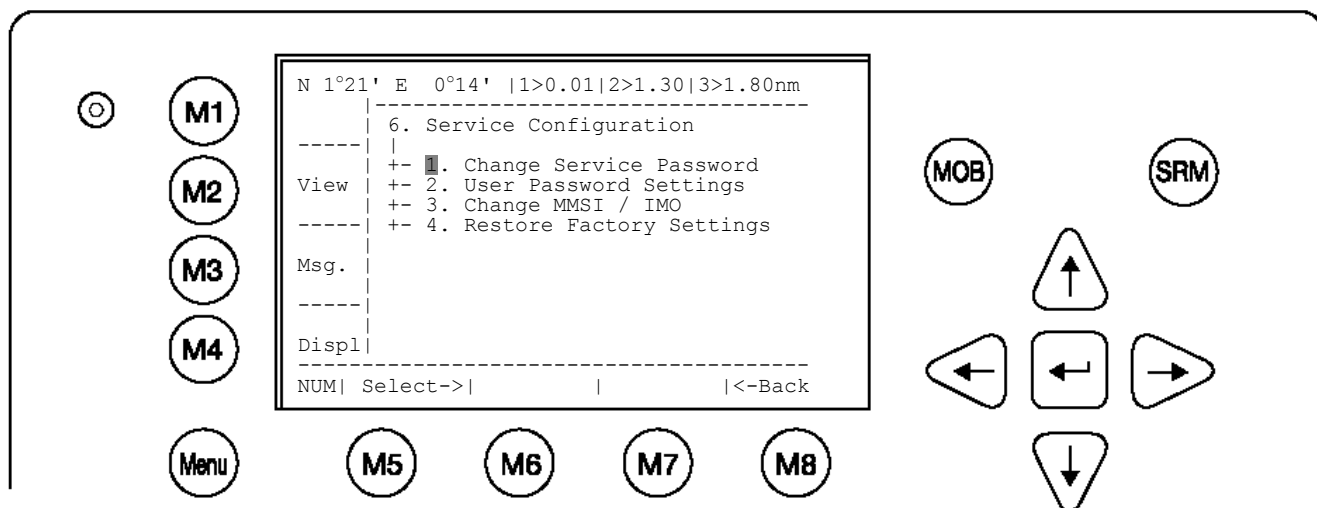 N 1°21' E  0°14' |1>0.01|2>1.30|3>1.80nm
6. Service Configuration
+- 1. Change Service Password
View | +- 2. User Password Settings
+- 3. Change MMSI / IMO
-----| +- 4. Restore Factory Settings
Msg.
Displ|
NUM| Select->| | |<-Back
M1
M2
M3
M4
Menu
M5
M6
M7
M8
MOB
SRM